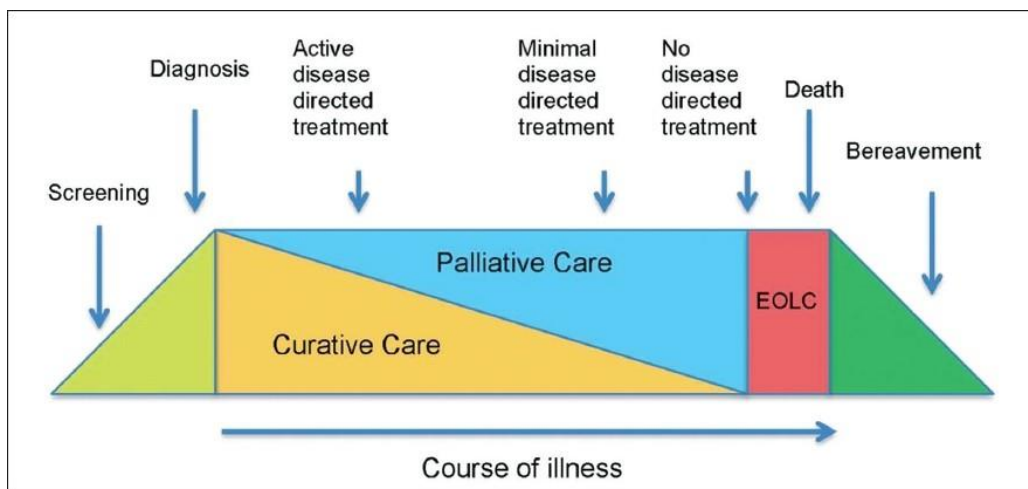 Diagnosis
Active
disease
directed
treatment
Minimal
disease
directed
treatment
No
disease
directed
treatment
Death
Bereavement
Screening
Palliative Care
Curative Care
EOLC
Course of illness